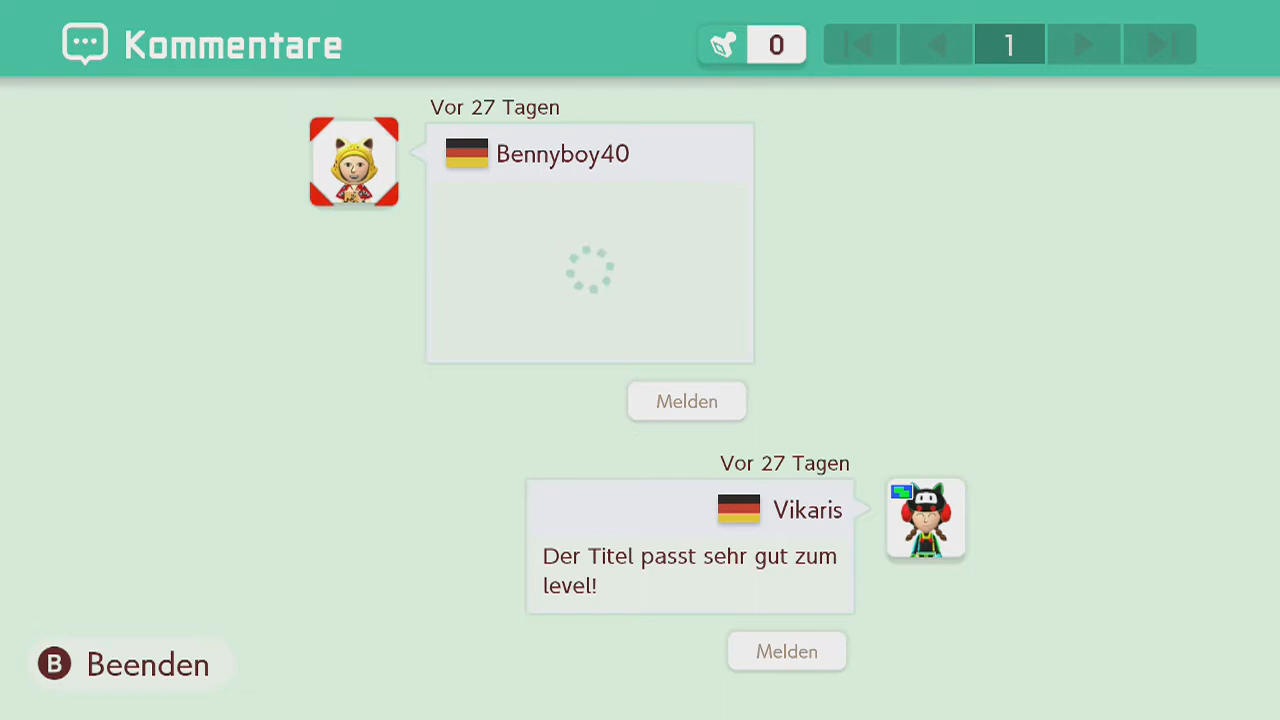 Kommentare
0
1
Vor 27 Tagen
Bennyboy40
Melden
Vor 27 Tagen
Vikaris
Der Titel passt sehr gut zum
level!
Melden
B Beenden